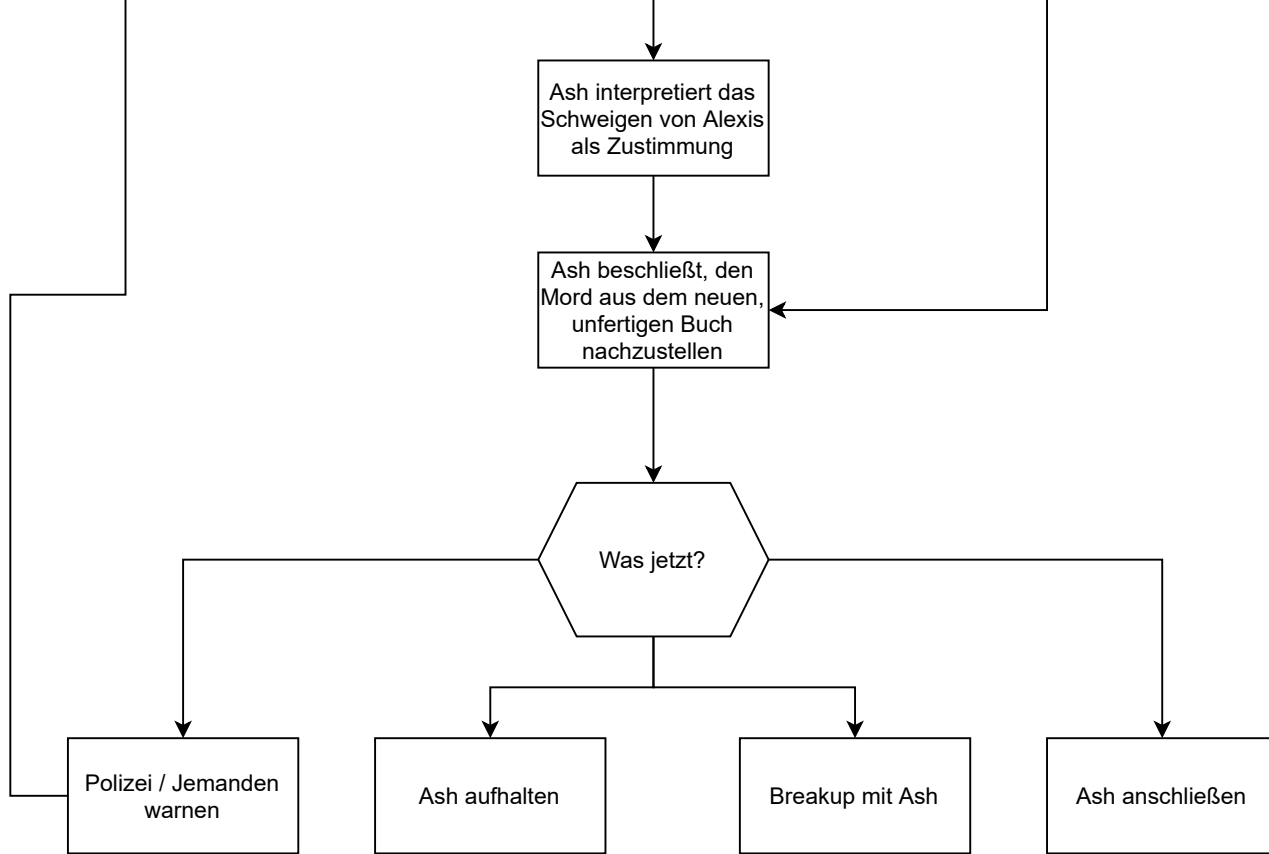 Ash interpretiert das
Schweigen von Alexis
als Zustimmung
Ash beschließt, den
Mord aus dem neuen,
unfertigen Buch
nachzustellen
Was jetzt?
Polizei / Jemanden
warnen
Ash aufhalten
Breakup mit Ash
Ash anschließen